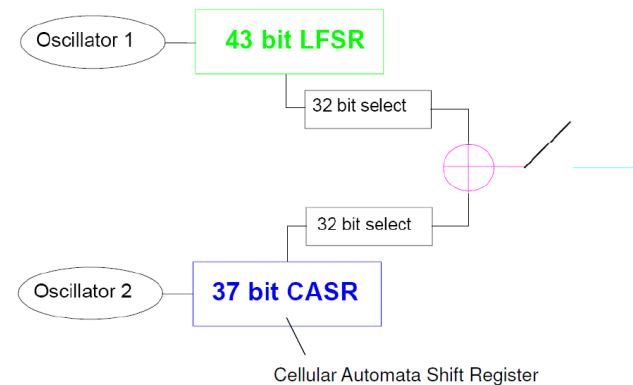 Oscillator 1
43 bit LFSR
32 bit select
32 bit select
Oscillator 2
37 bit CASR
Cellular Automata Shift Register